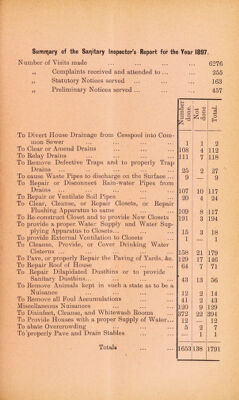 Summary of the Sanitary Inspector's Report for the Year 1897.
Number of Visits made ... ... ... 6276
„ Complaints received and attended to... ... 255
„ Statutory Notices served ... ... 163
„ Preliminary Notices served ... ... 457
Number done. Not done. Total.
To Divert House Drainage from Cesspool into Com-
mon Sewer ... ... 1 1 2
To Clear or Amend Drains ... ... 108 4 112
To Relay Drains ... ... 111 7 118
To Remove Defective Traps and to properly Trap
Drains ... ... 25 2 27
To cause Waste Pipes to discharge on the Surface ... 9 ... 9
To Repair or Disconnect Rain-water Pipes from
Drains ... ... 107 10 117
To Repair or Ventilate Soil Pipes ... 20 4 24
To Clear, Cleanse, or Repair Closets, or Repair
Flushing Apparatus to same ... 109 8 117
To Re-construct Closet and to provide New Closets 191 3 194
To provide a proper Water Supply and Water Sup-
plying Apparatus to Closets ... 15 3 18
To provide External Ventilation to Closets ... 1 ... 1
To Cleanse, Provide, or Cover Drinking Water
Cisterns ... ... 158 21 179
To Pave, or properly Repair the Paving of Yards, &c. 129 17 146
To Repair Roof of House ... ... 64 7 71
To Repair Dilapidated Dustbins or to provide
Sanitary Dustbins... ... 43 13 56
To Remove Animals kept in such a state as to be a
Nuisance ... ... 12 2 14
To Remove all Foul Accumulations ... 41 2 43
Miscellaneous Nuisances ... ... 120 9 129
To Disinfect, Cleanse, and Whitewash Rooms ... 372 22 394
To Provide Houses with a proper Supply of Water... 12 ... 12
To abate Overcrowding ... ... 5 2 7
To properly Pave and Drain Stables ... ... 1 1
Totals ... 1653 138 1791